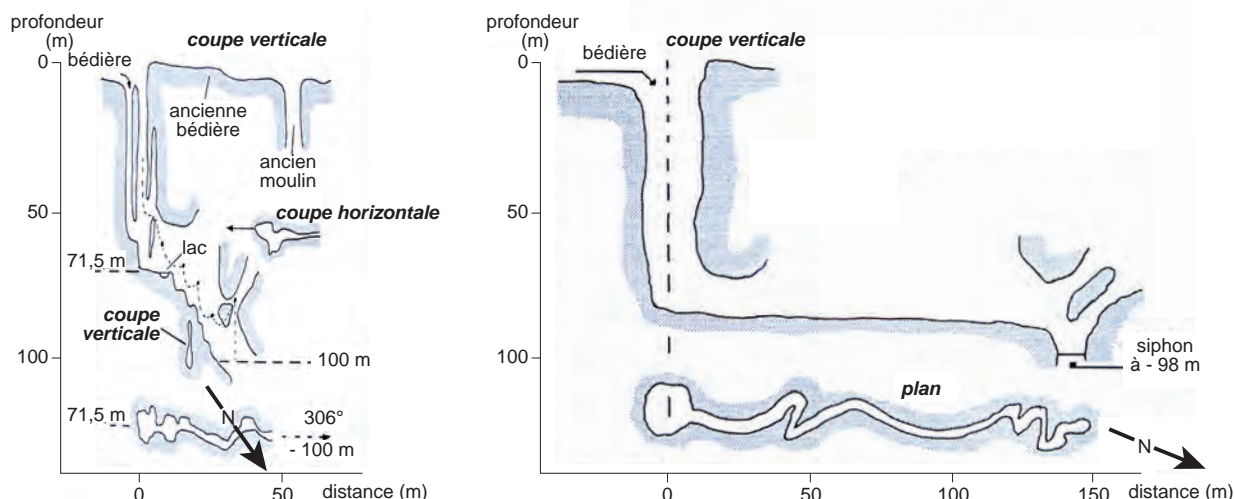 profondeur
(m)
coupe verticale
0
bédière
ancienne
bédière
ancien
moulin
50
coupe horizontale
lac
71,5 m
coupe
verticale
100
100 m
N
71,5 m
306°
- 100 m
0
50
distance (m)
profondeur
(m)
coupe verticale
0
bédière
50
100
siphon
à - 98 m
plan
N
0
50
100
150
distance (m)